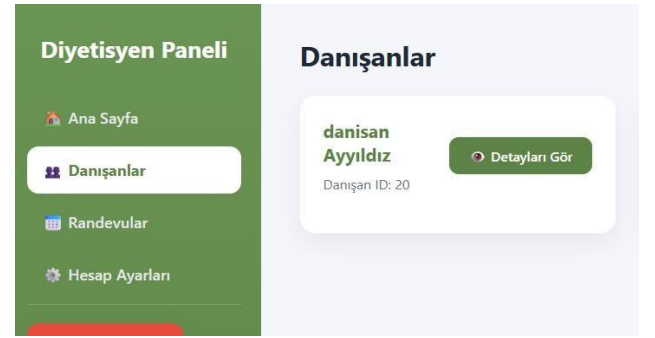 Diyetisyen Paneli
Ana Sayfa
Danışanlar
Randevular
Hesap Ayarları
Danışanlar
danisan
Ayyıldız
Danışan ID: 20
Detayları Gör